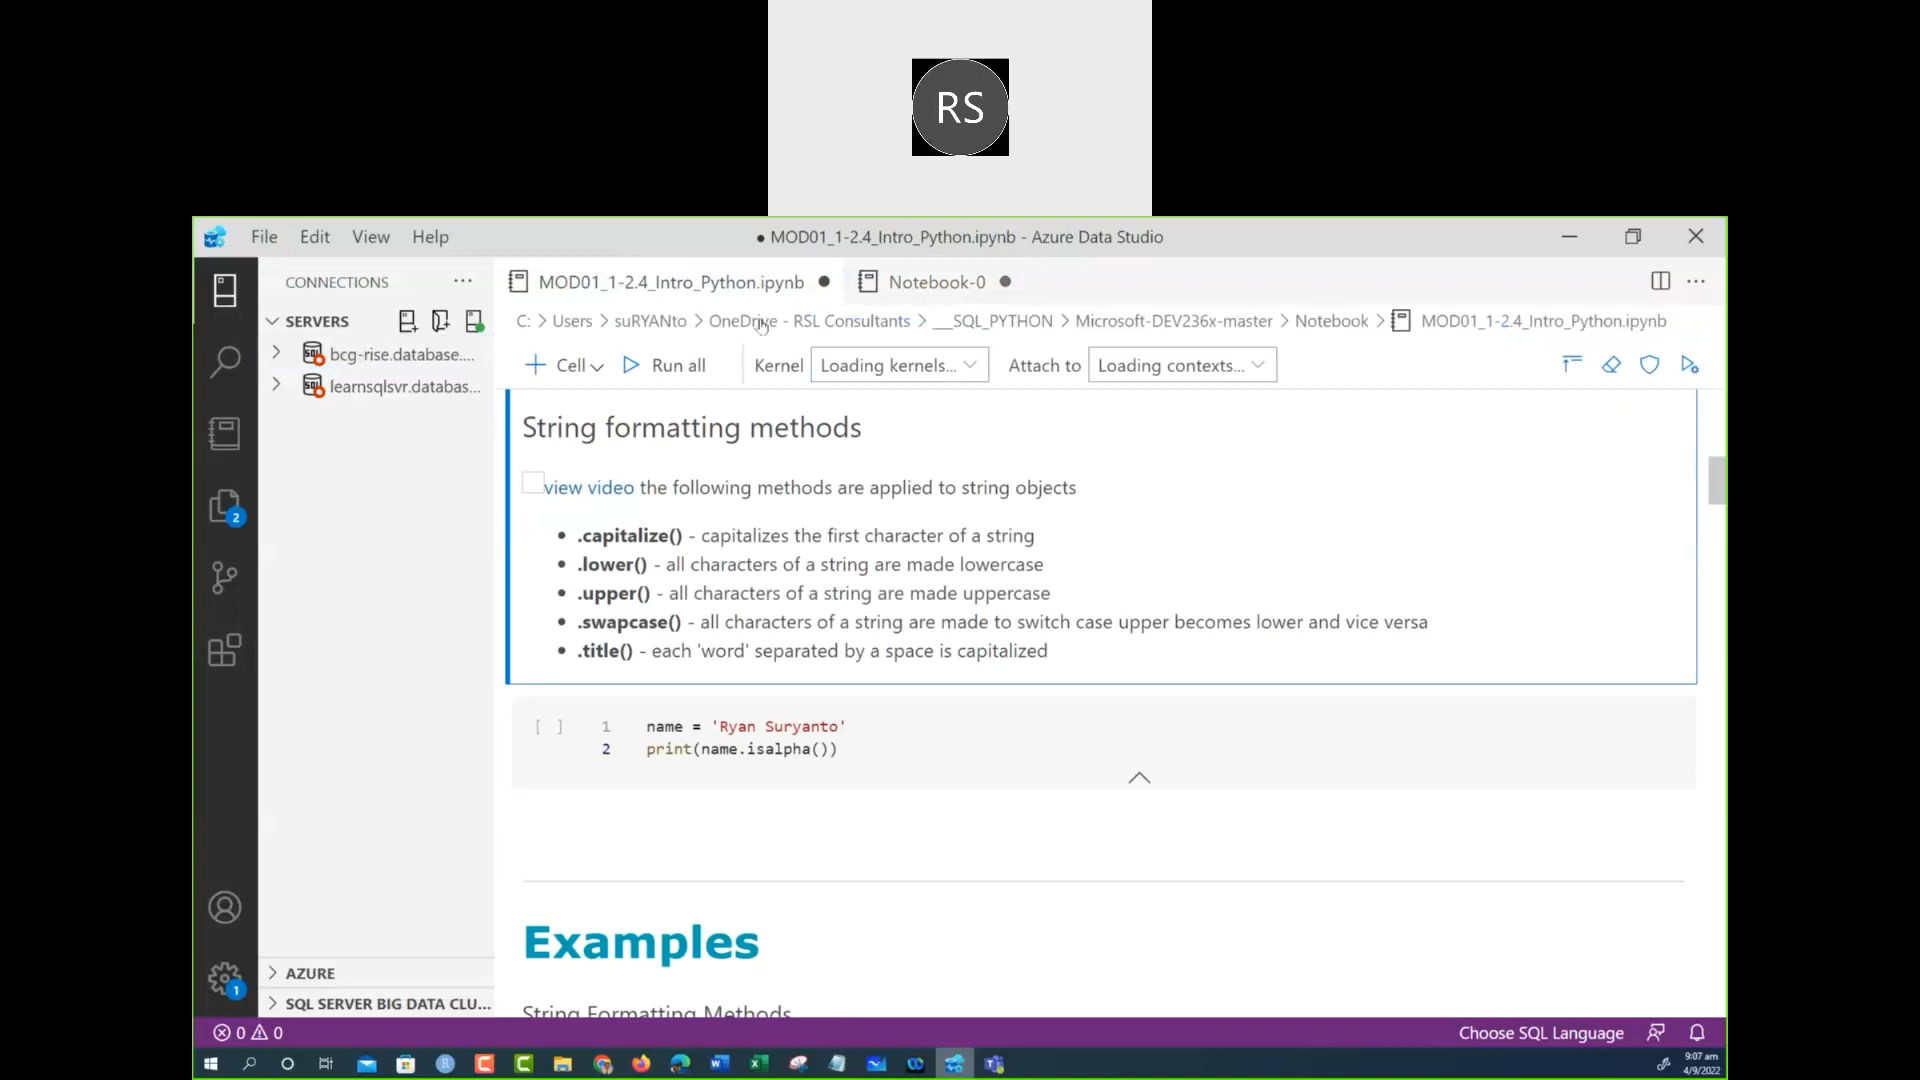 RS
File Edit View Help
● MOD01_1-2.4_Intro_Python.ipynb - Azure Data Studio
CONNECTIONS
MOD01_1-2.4_Intro_Python.ipynb
Notebook-0
SERVERS
C: > Users > suRYANto > OneDrive - RSL Consultants > __SQL_PYTHON > Microsoft-DEV236x-master > Notebook > MOD01_1-2.4_Intro_Python.ipynb
bcg-rise.database....
learnsqlsvr.databas...
Cell Run all Kernel Loading kernels... Attach to Loading contexts...
String formatting methods
view video the following methods are applied to string objects
• .capitalize() - capitalizes the first character of a string
• .lower() - all characters of a string are made lowercase
• .upper() - all characters of a string are made uppercase
• .swapcase() - all characters of a string are made to switch case upper becomes lower and vice versa
• .title() - each 'word' separated by a space is capitalized
[ ] 1 name = 'Ryan Suryanto'
2 print(name.isalpha())
Examples
String Formatting Methods
2
1
AZURE
SQL SERVER BIG DATA CLU...
0 0
Choose SQL Language
9:07 am
4/9/2022